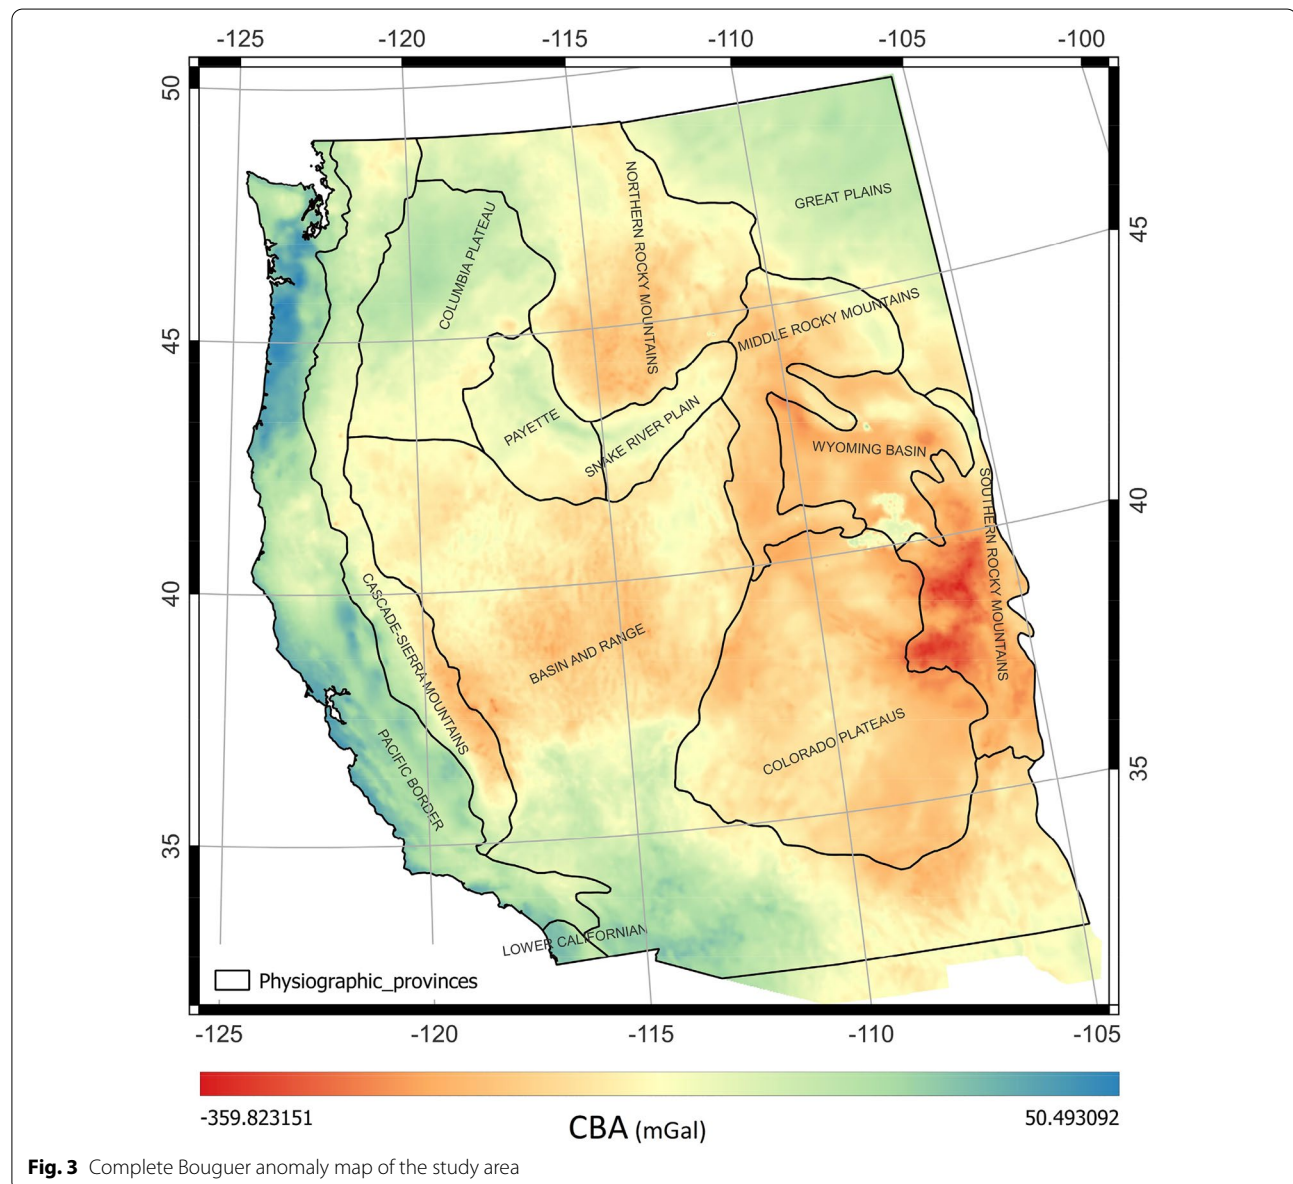 -125 -120 -115 -110 -105 -100
50
GREAT PLAINS
NORTHERN ROCKY MOUNTAINS
COLUMBIA PLATEAU
45
MIDDLE ROCKY MOUNTAINS
45
PAYETTE
SNAKE RIVER PLAIN
WYOMING BASIN
SOUTHERN ROCKY MOUNTAINS
40
40
CASCADE-SIERRA MOUNTAINS
BASIN AND RANGE
COLORADO PLATEAUS
PACIFIC BORDER
35
35
LOWER CALIFORNIAN
Physiographic_provinces
-125 -120 -115 -110 -105
-359.823151 50.493092
CBA (mGal)
Fig. 3 Complete Bouguer anomaly map of the study area